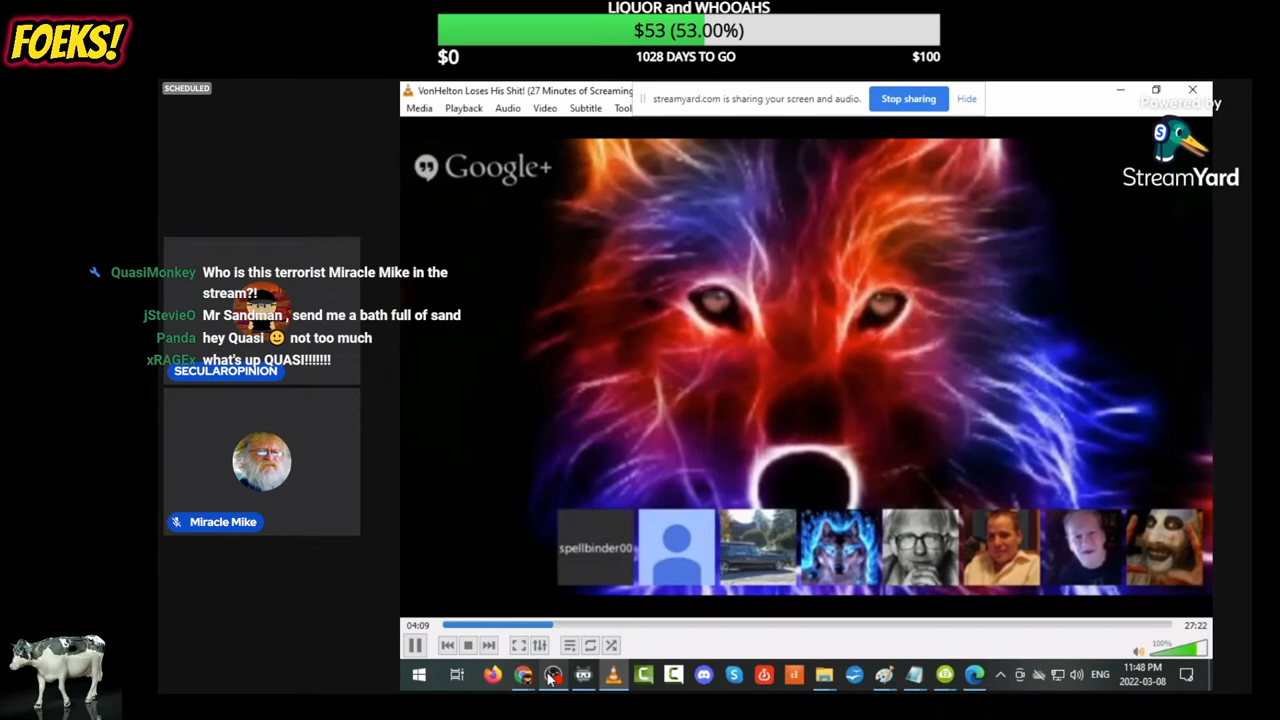 FOEKS!
LIQUOR and WHOOAHS
$53 (53.00%)
$0
1028 DAYS TO GO
$100
SCHEDULED
VonHelton Loses His Shit! (27 Minutes of Screaming
streamyard.com is sharing your screen and audio.
Stop sharing
Hide
Media
Playback
Audio
Video
Subtitle
Powered by
StreamYard
Google+
QuasiMonkey Who is this terrorist Miracle Mike in the
stream?!
jStevieO Mr Sandman , send me a bath full of sand
Panda hey Quasi not too much
xRAGEx what's up QUASI!!!!!!!
SECULAROPINION
Miracle Mike
spellbinder00
04:09
27:22
100%
ENG
11:48 PM
2022-03-08